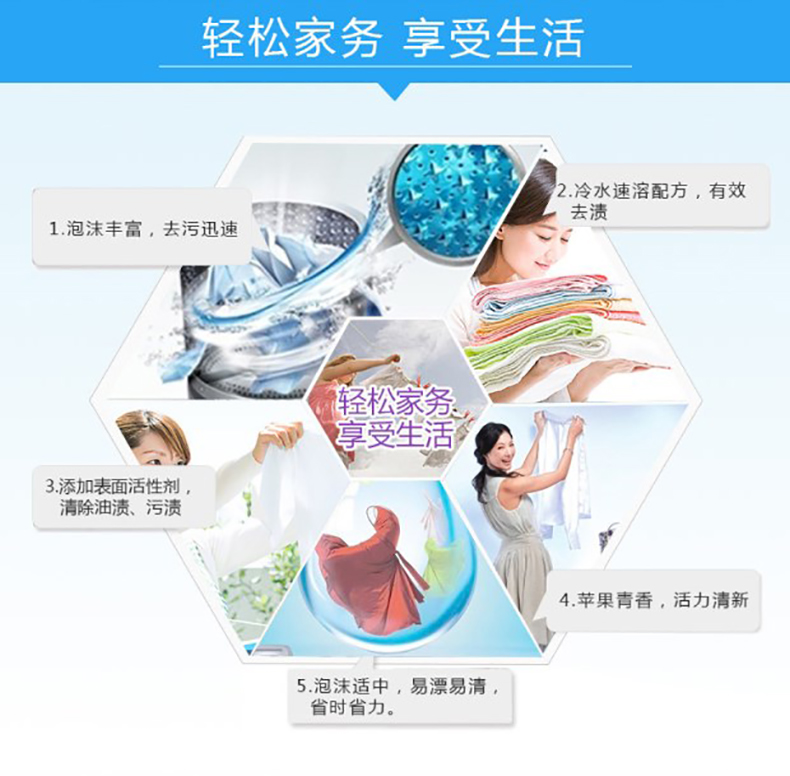 轻松家务 享受生活
1.泡沫丰富，去污迅速
2.冷水速溶配方，有效
去渍
轻松家务
享受生活
3.添加表面活性剂，
清除油渍、污渍
4.苹果青香，活力清新
5.泡沫适中，易漂易清，
省时省力。